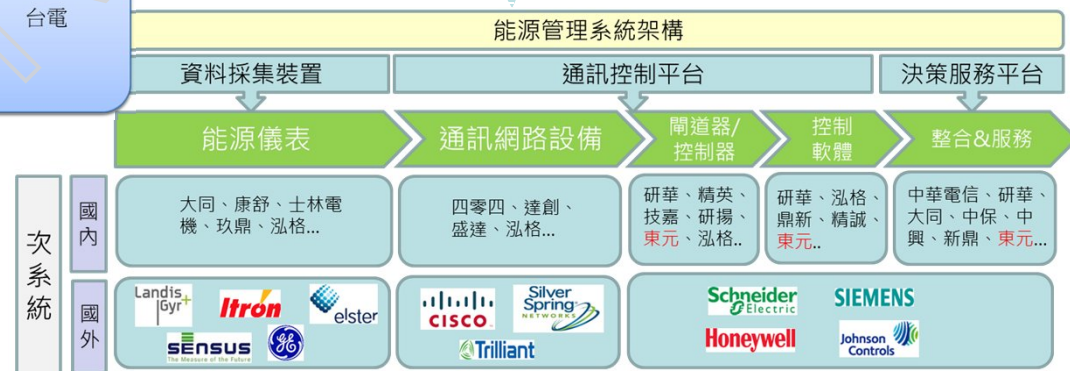 台電
能源管理系統架構
資料採集裝置
通訊控制平台
決策服務平台
能源儀表
通訊網路設備
閘道器/
控制器
控制
軟體
整合&服務
次系統
國內
大同、康舒、士林電
機、玖鼎、泓格...
四零四、達創、
盛達、泓格...
研華、精英、
技嘉、研揚、
東元、泓格..
研華、泓格、
鼎新、精誠、
東元..
中華電信、研華、
大同、中保、中
興、新鼎、東元...
國外
Landis+
Gyr
Itrón
elster
SENSUS
The Measure of the Future
GE
CISCO.
Silver
Spring
NETWORKS
Trilliant
Schneider
Electric
SIEMENS
Honeywell
Johnson
Controls